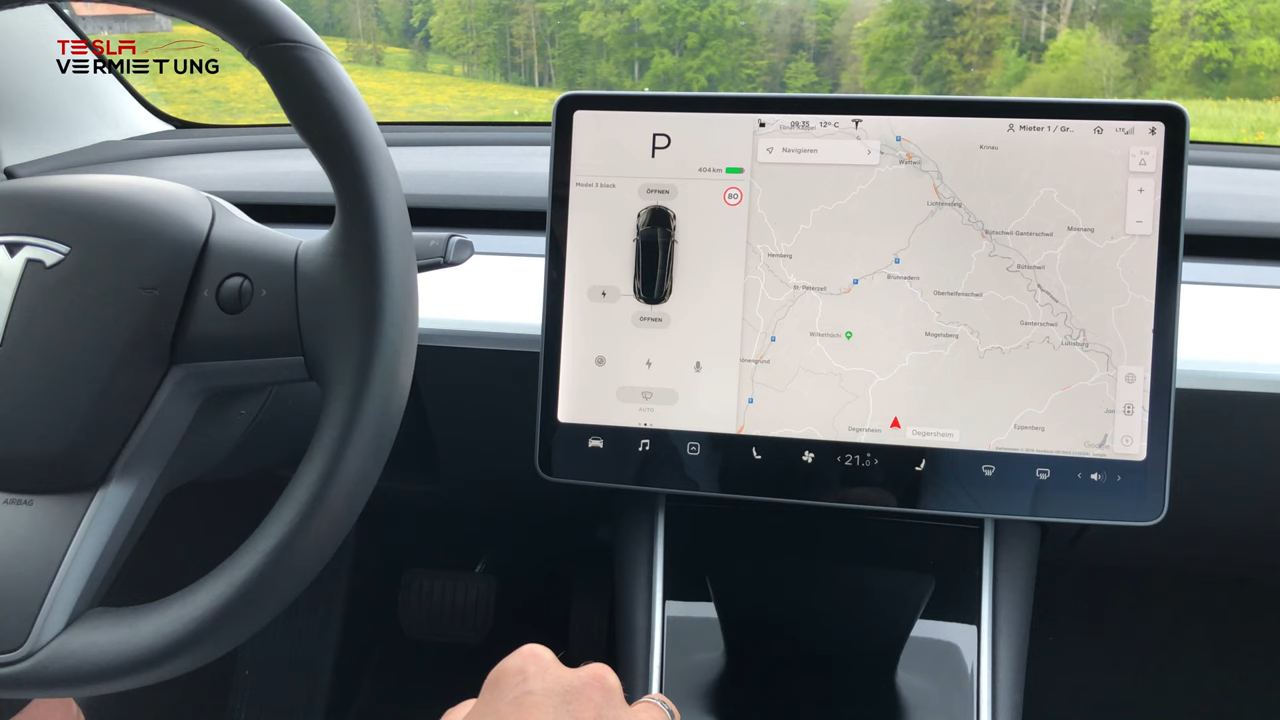 TESLA
VERMIETUNG
P
404 km
Model 3 black
ÖFFNEN
80
ÖFFNEN
AUTO
09:35 12°C
Mieter 1 / Gr..
LTE
Navigieren
Krinau
Wattwil
Lichtensteig
Bütschwil-Ganterschwil
Mosnang
Hemberg
Bütschwil
Brunnadern
St. Peterzell
Oberhelfenschwil
Ganterschwil
Wilkethöchi
Mogelsberg
Lütisburg
Degersheim
Degersheim
Eppenberg
Google
21.0
AIRBAG